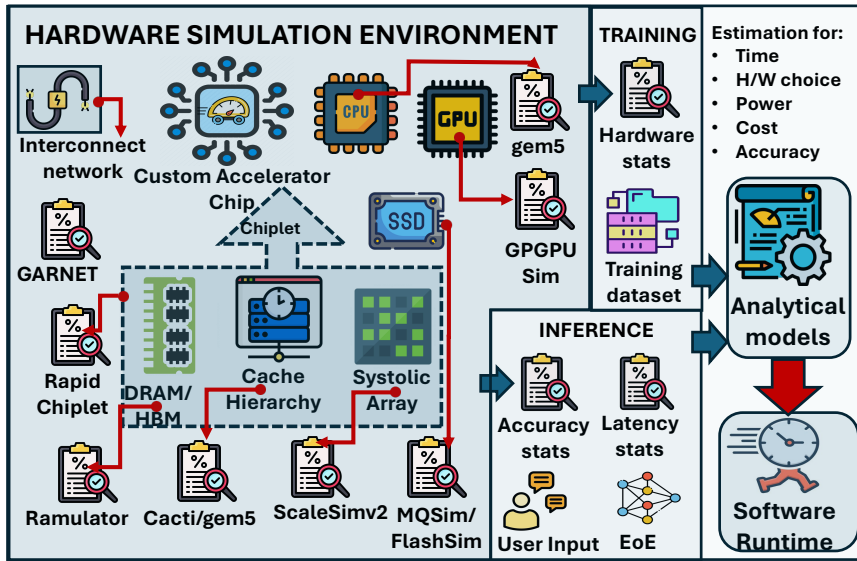 HARDWARE SIMULATION ENVIRONMENT
Interconnect
network
Custom Accelerator
Chip
CPU
GPU
%
gem5
%
GARNET
Chiplet
SSD
%
GPGPU
Sim
%
Rapid
Chiplet
DRAM/
HBM
Cache
Hierarchy
Systolic
Array
%
Ramulator
%
Cacti/gem5
%
ScaleSimv2
%
MQSim/
FlashSim
TRAINING
%
Hardware
stats
Training
dataset
INFERENCE
%
Accuracy
stats
%
Latency
stats
User Input
EoE
Estimation for:
• Time
• H/W choice
• Power
• Cost
• Accuracy
Analytical
models
Software
Runtime